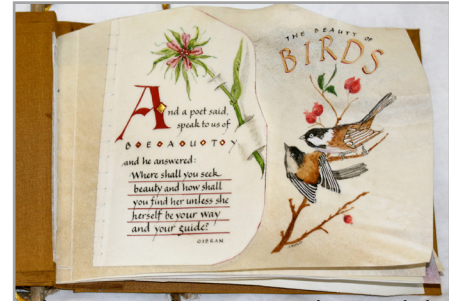 And a poet said,
speak to us of
BEAUTY
and he answered:
Where shall you seek
beauty and how shall
you find her unless she
herself be your way
and your guide?
GIBRAN
THE BEAUTY OF
BIRDS